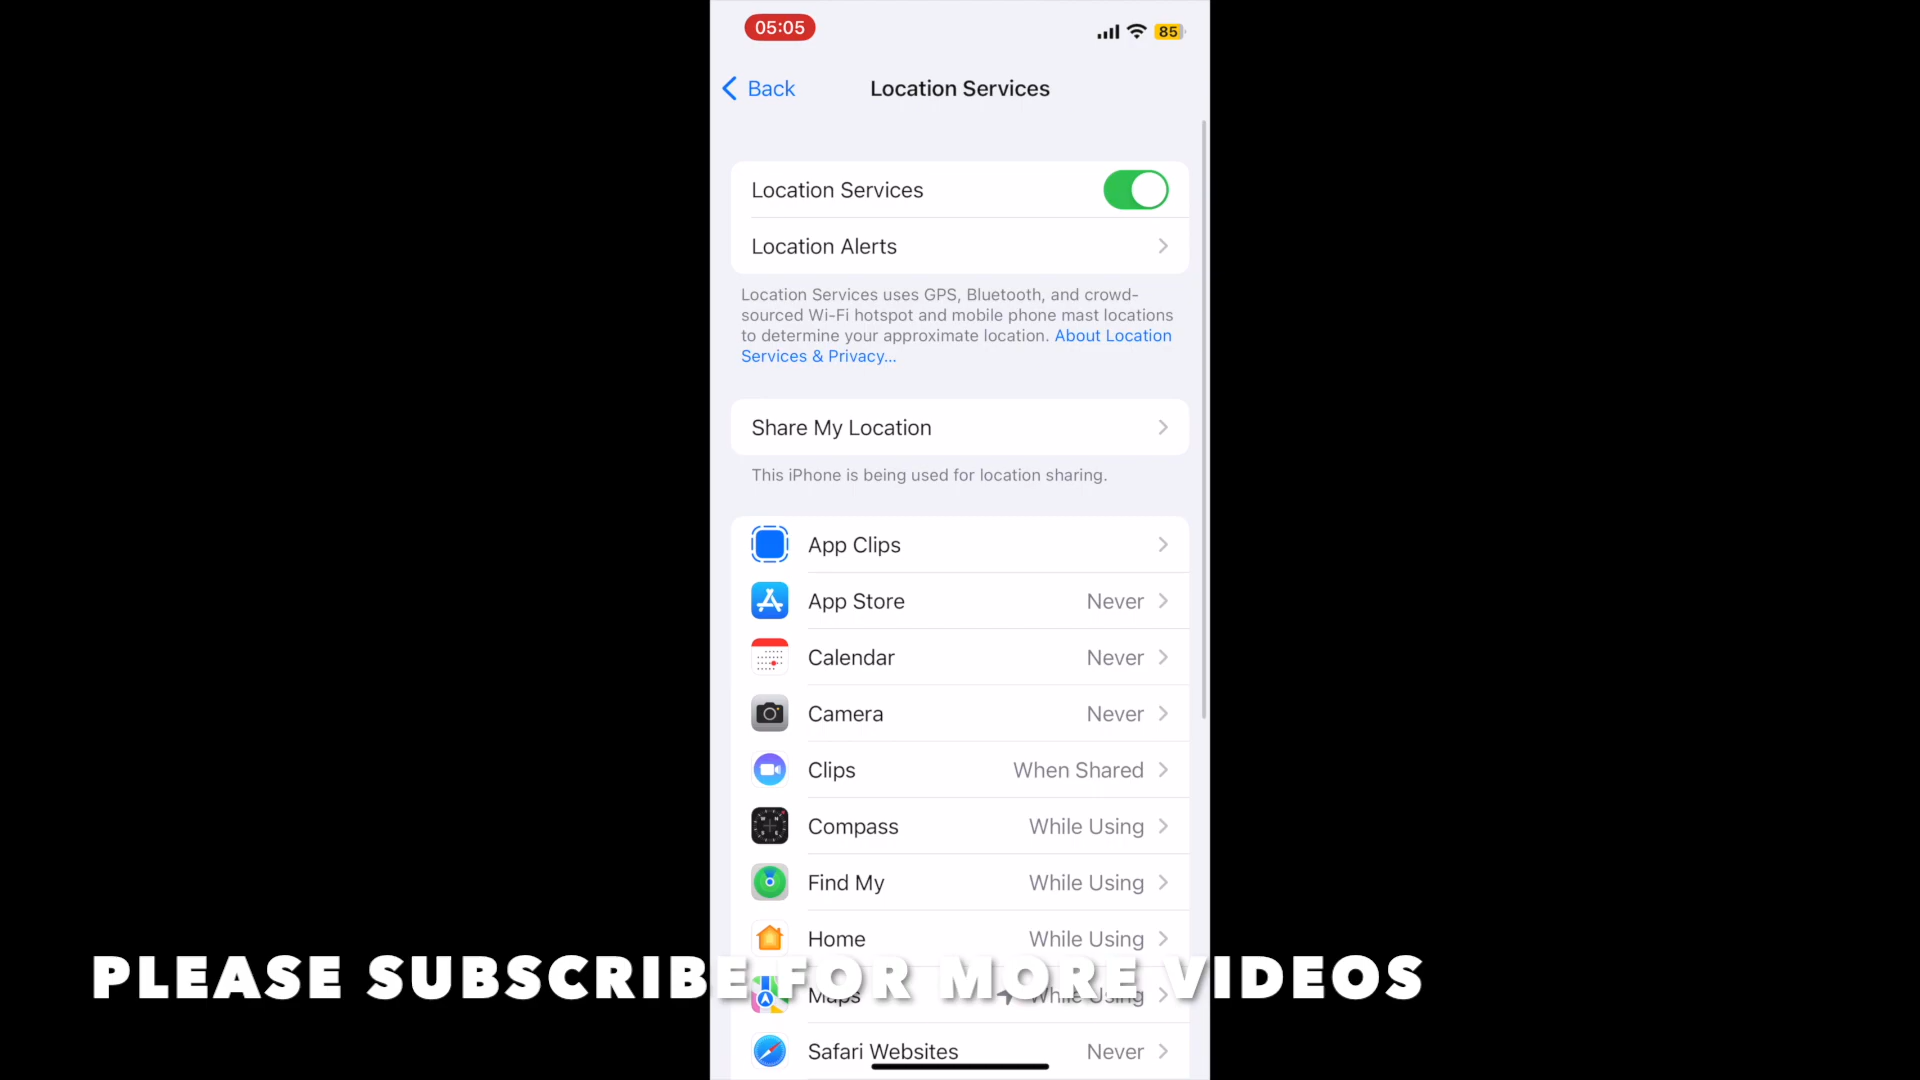 05:05
85
Back
Location Services
Location Services
Location Alerts
Location Services uses GPS, Bluetooth, and crowd-
sourced Wi-Fi hotspot and mobile phone mast locations
to determine your approximate location. About Location
Services & Privacy...
Share My Location
This iPhone is being used for location sharing.
App Clips
App Store Never
Calendar Never
Camera Never
Clips When Shared
Compass While Using
Find My While Using
Home While Using
PLEASE SUBSCRIBE FOR MORE VIDEOS
Maps While Using
Safari Websites Never